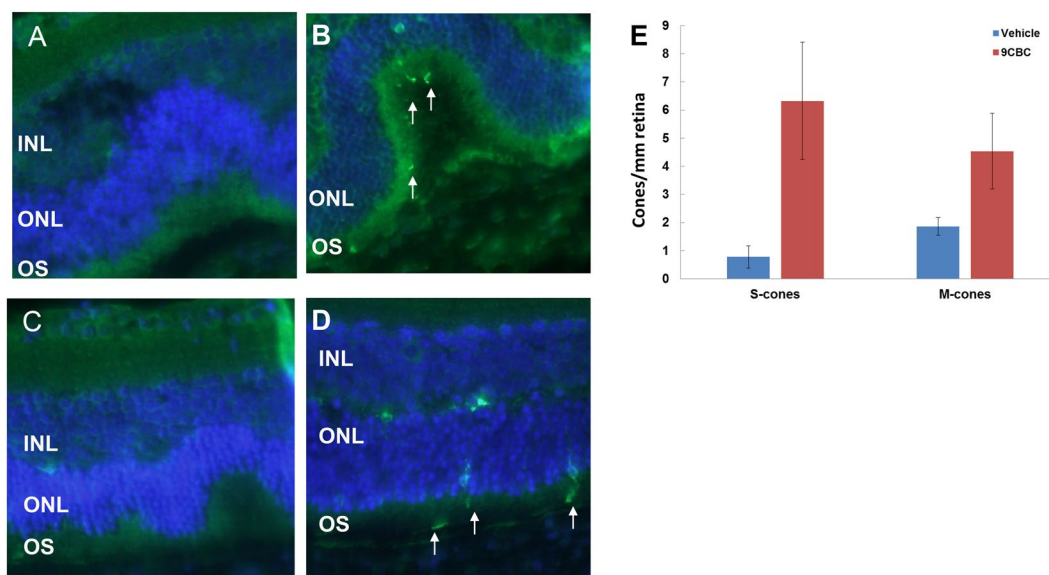 A
INL
ONL
OS
B
ONL
OS
C
INL
ONL
OS
D
INL
ONL
OS
E
Cones/mm retina
9
8
7
6
5
4
3
2
1
0
S-cones
M-cones
Vehicle
9CBC